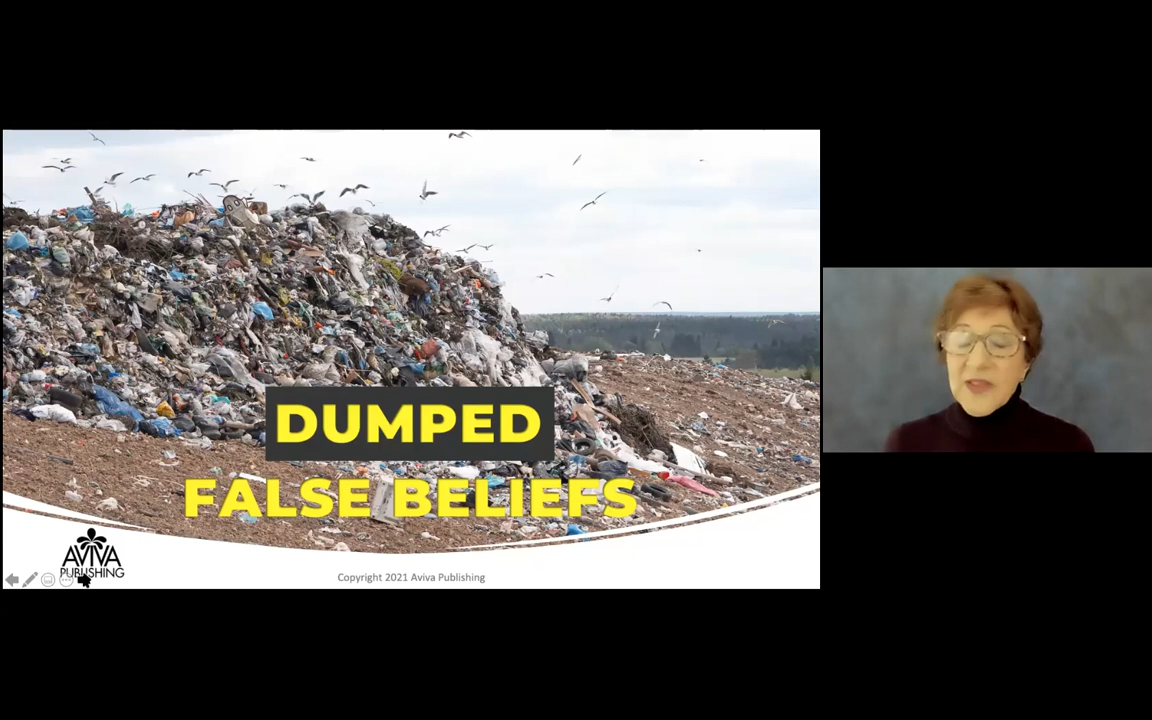 DUMPED
FALSE BELIEFS
AVIVA
PUBLISHING
Copyright 2021 Aviva Publishing